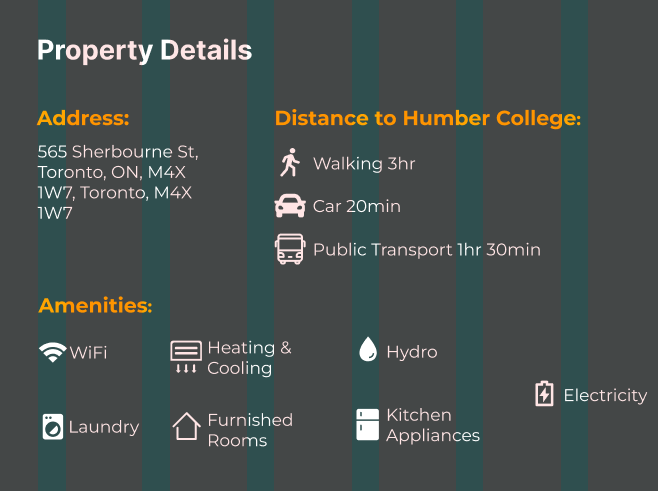 Property Details
Address:
565 Sherbourne St,
Toronto, ON, M4X
1W7, Toronto, M4X
1W7
Distance to Humber College:
Walking 3hr
Car 20min
Public Transport 1hr 30min
Amenities:
WiFi
Heating &
Cooling
Hydro
Electricity
Laundry
Furnished
Rooms
Kitchen
Appliances